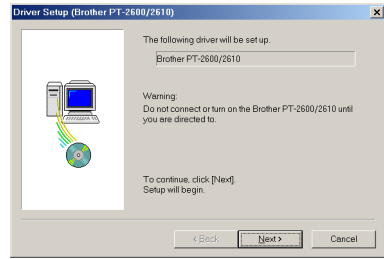 Driver Setup (Brother PT-2600/2610)
The following driver will be set up.
Brother PT-2600/2610
Warning:
Do not connect or turn on the Brother PT-2600/2610 until
you are directed to.
To continue, click [Next].
Setup will begin.
< Back
Next >
Cancel